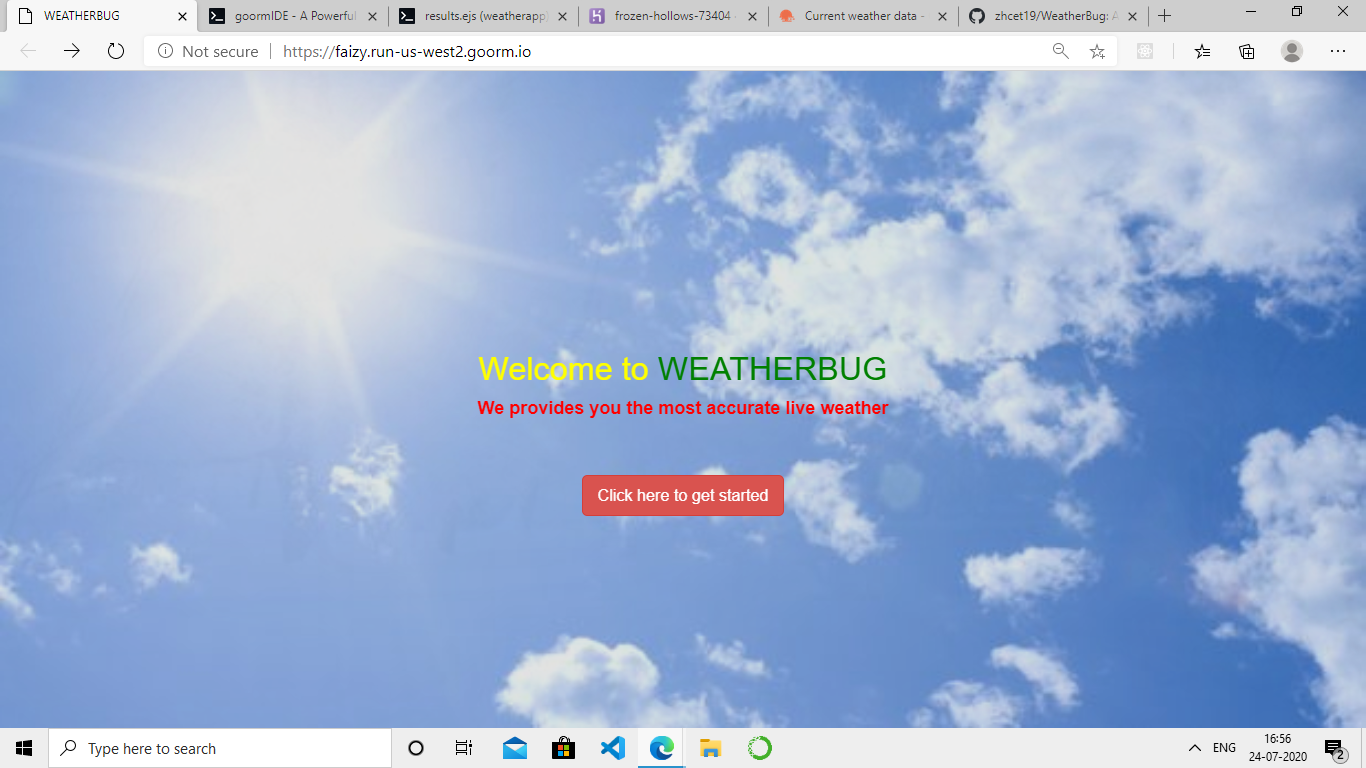 WEATHERBUG
goormIDE - A Powerful
results.ejs (weatherapp)
frozen-hollows-73404
Current weather data -
zhcet19/WeatherBug: A
Not secure
https://faizy.run-us-west2.goorm.io
Welcome to WEATHERBUG
We provides you the most accurate live weather
Click here to get started
Type here to search
ENG
16:56
24-07-2020
2